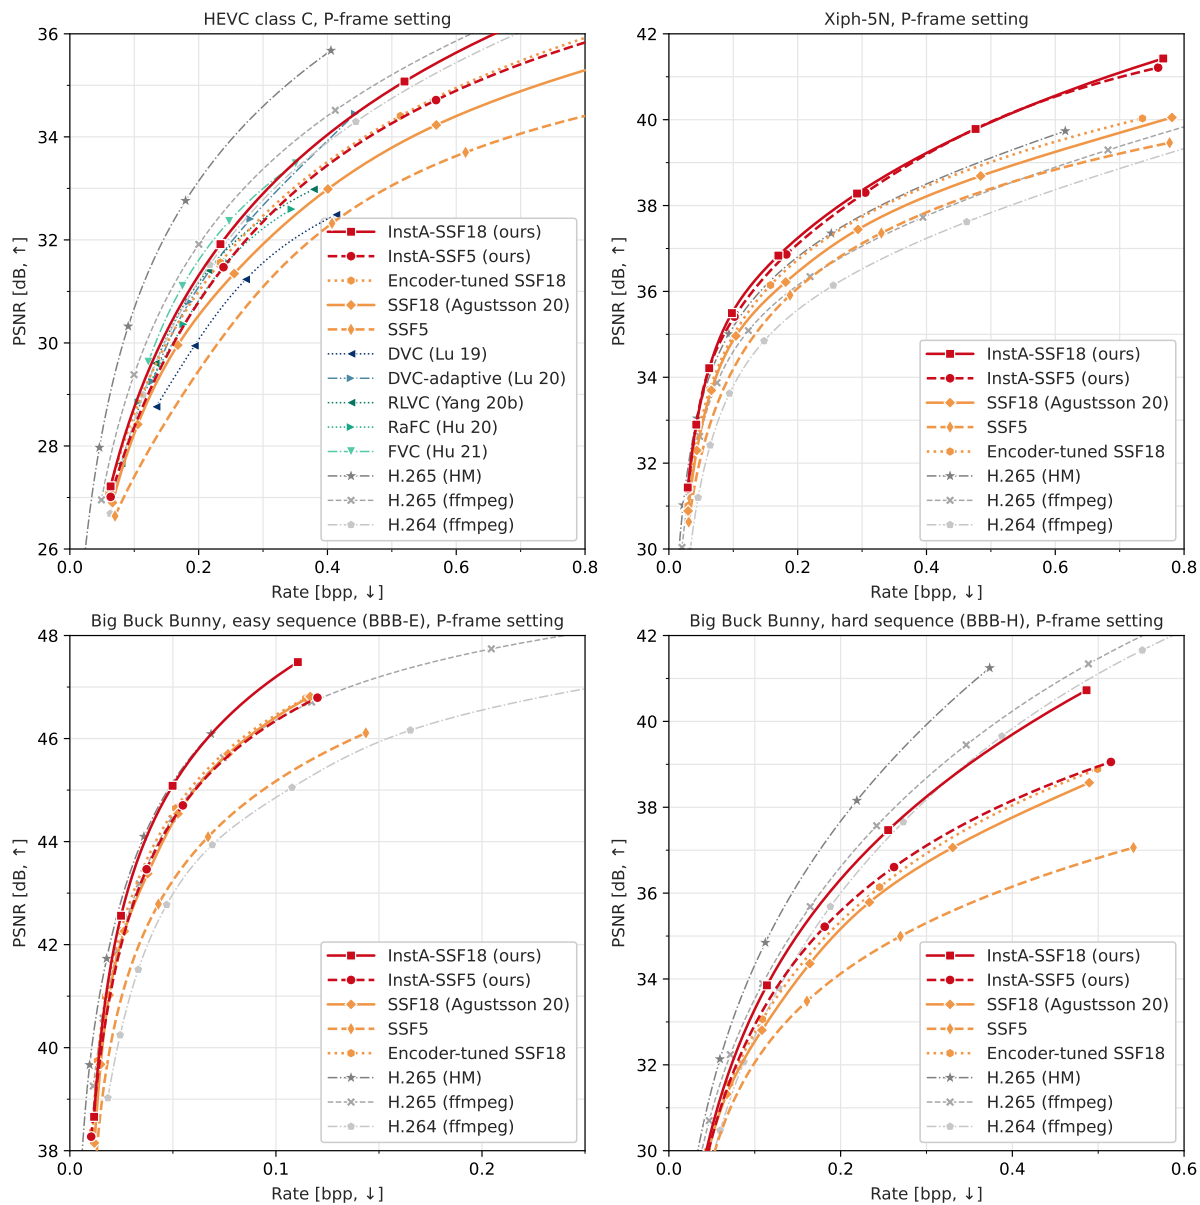 HEVC class C, P-frame setting
PSNR [dB, ↑]
36
34
32
30
28
26
0.0 0.2 0.4 0.6 0.8
Rate [bpp, ↓]
InstA-SSF18 (ours)
InstA-SSF5 (ours)
Encoder-tuned SSF18
SSF18 (Agustsson 20)
SSF5
DVC (Lu 19)
DVC-adaptive (Lu 20)
RLVC (Yang 20b)
RaFC (Hu 20)
FVC (Hu 21)
H.265 (HM)
H.265 (ffmpeg)
H.264 (ffmpeg)
Xiph-5N, P-frame setting
PSNR [dB, ↑]
42
40
38
36
34
32
30
0.0 0.2 0.4 0.6 0.8
Rate [bpp, ↓]
InstA-SSF18 (ours)
InstA-SSF5 (ours)
SSF18 (Agustsson 20)
SSF5
Encoder-tuned SSF18
H.265 (HM)
H.265 (ffmpeg)
H.264 (ffmpeg)
Big Buck Bunny, easy sequence (BBB-E), P-frame setting
PSNR [dB, ↑]
48
46
44
42
40
38
0.0 0.1 0.2
Rate [bpp, ↓]
InstA-SSF18 (ours)
InstA-SSF5 (ours)
SSF18 (Agustsson 20)
SSF5
Encoder-tuned SSF18
H.265 (HM)
H.265 (ffmpeg)
H.264 (ffmpeg)
Big Buck Bunny, hard sequence (BBB-H), P-frame setting
PSNR [dB, ↑]
42
40
38
36
34
32
30
0.0 0.2 0.4 0.6
Rate [bpp, ↓]
InstA-SSF18 (ours)
InstA-SSF5 (ours)
SSF18 (Agustsson 20)
SSF5
Encoder-tuned SSF18
H.265 (HM)
H.265 (ffmpeg)
H.264 (ffmpeg)